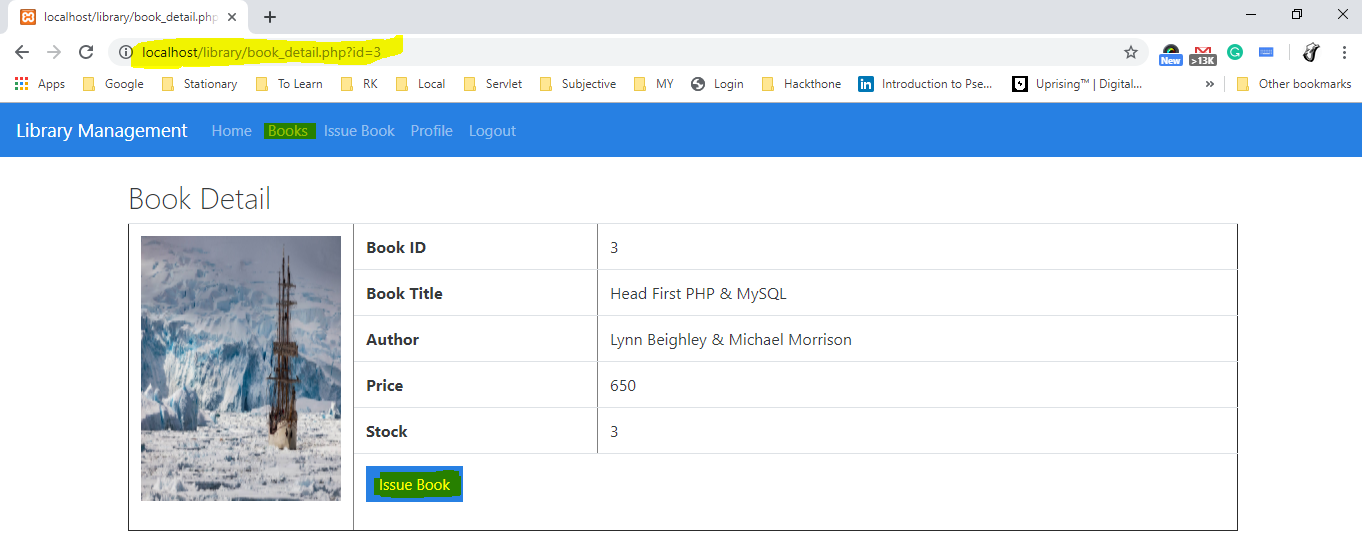 localhost/library/book_detail.php
localhost/library/book_detail.php?id=3
New
>13K
Apps Google Stationary To Learn RK Local Servlet Subjective MY Login Hackthone Introduction to Pse... Uprising™ | Digital... » Other bookmarks
Library Management Home Books Issue Book Profile Logout
Book Detail
Book ID 3
Book Title Head First PHP & MySQL
Author Lynn Beighley & Michael Morrison
Price 650
Stock 3
Issue Book